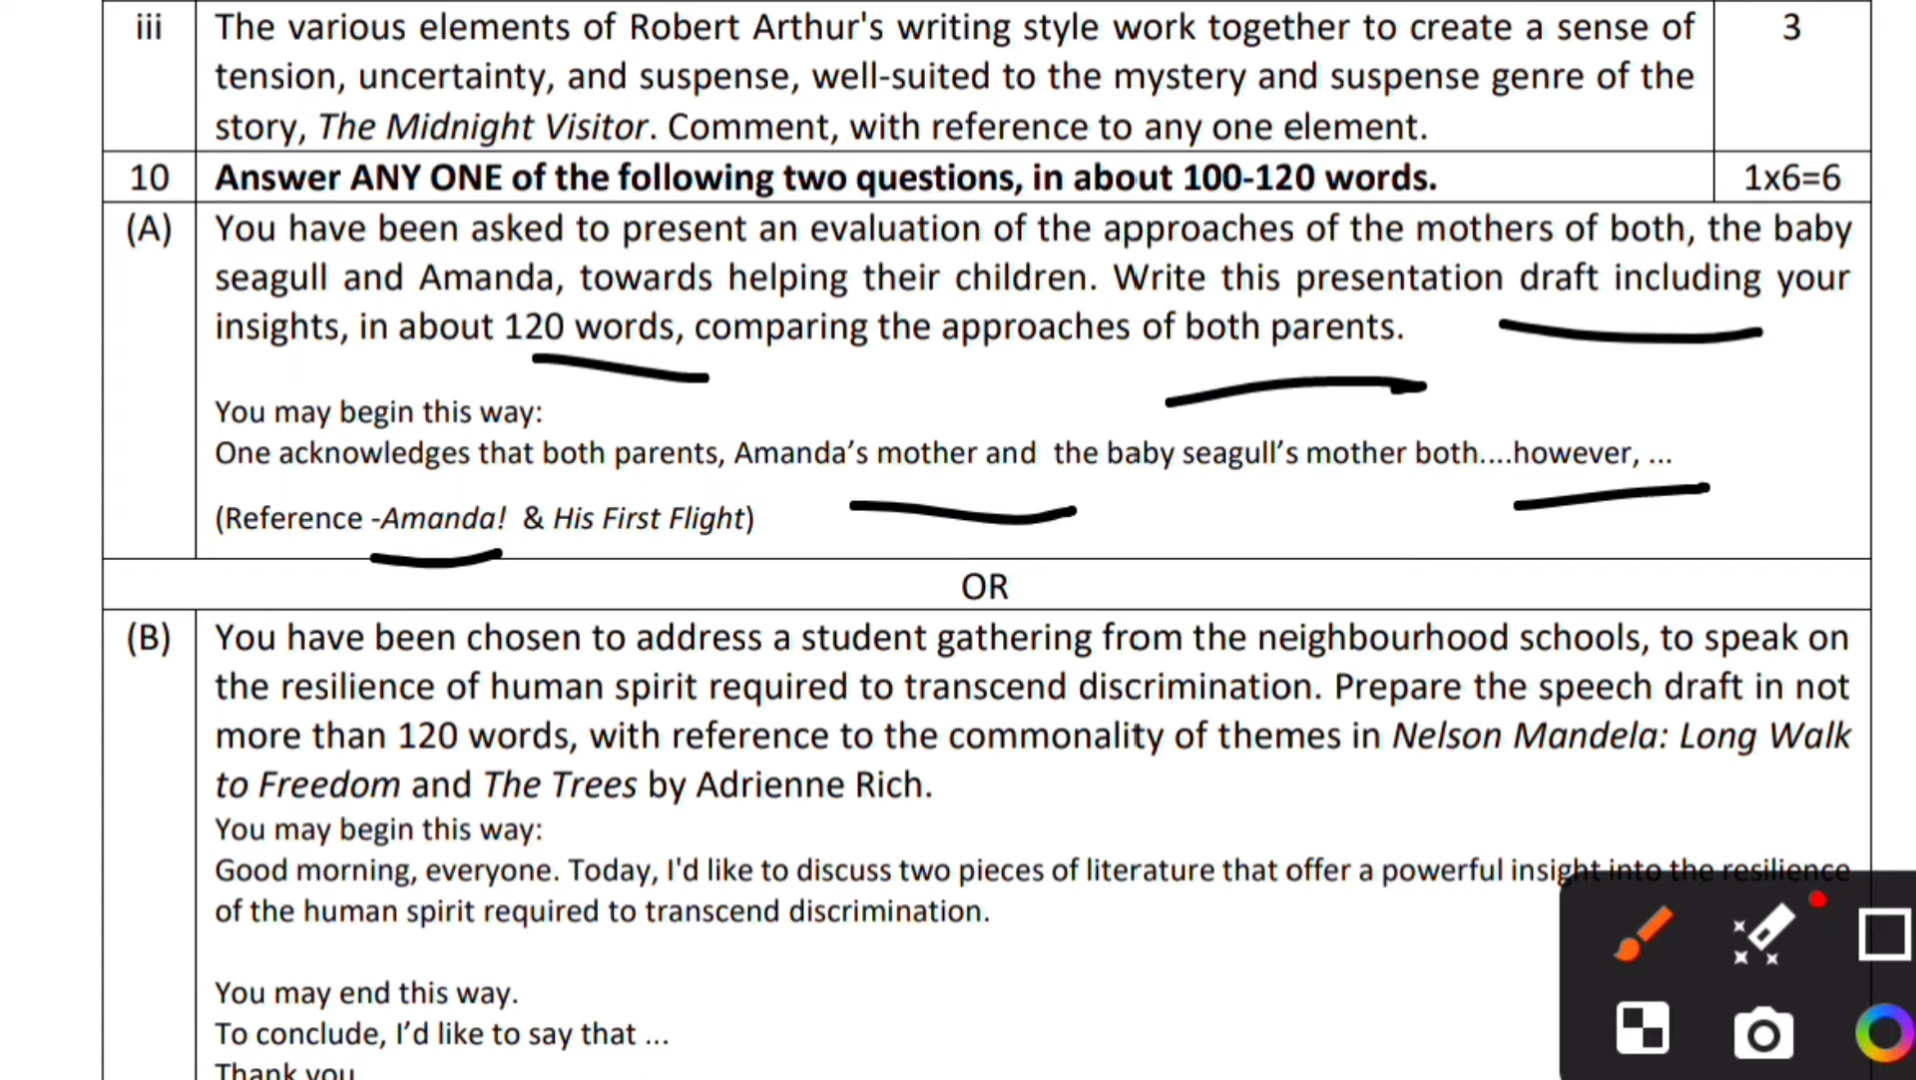 iii The various elements of Robert Arthur's writing style work together to create a sense of 3
tension, uncertainty, and suspense, well-suited to the mystery and suspense genre of the
story, The Midnight Visitor. Comment, with reference to any one element.
10 Answer ANY ONE of the following two questions, in about 100-120 words. 1x6=6
(A) You have been asked to present an evaluation of the approaches of the mothers of both, the baby
seagull and Amanda, towards helping their children. Write this presentation draft including your
insights, in about 120 words, comparing the approaches of both parents.
You may begin this way:
One acknowledges that both parents, Amanda’s mother and the baby seagull’s mother both....however, ...
(Reference -Amanda! & His First Flight)
OR
(B) You have been chosen to address a student gathering from the neighbourhood schools, to speak on
the resilience of human spirit required to transcend discrimination. Prepare the speech draft in not
more than 120 words, with reference to the commonality of themes in Nelson Mandela: Long Walk
to Freedom and The Trees by Adrienne Rich.
You may begin this way:
Good morning, everyone. Today, I'd like to discuss two pieces of literature that offer a powerful insight into the resilience
of the human spirit required to transcend discrimination.
You may end this way.
To conclude, I’d like to say that ...
Thank you